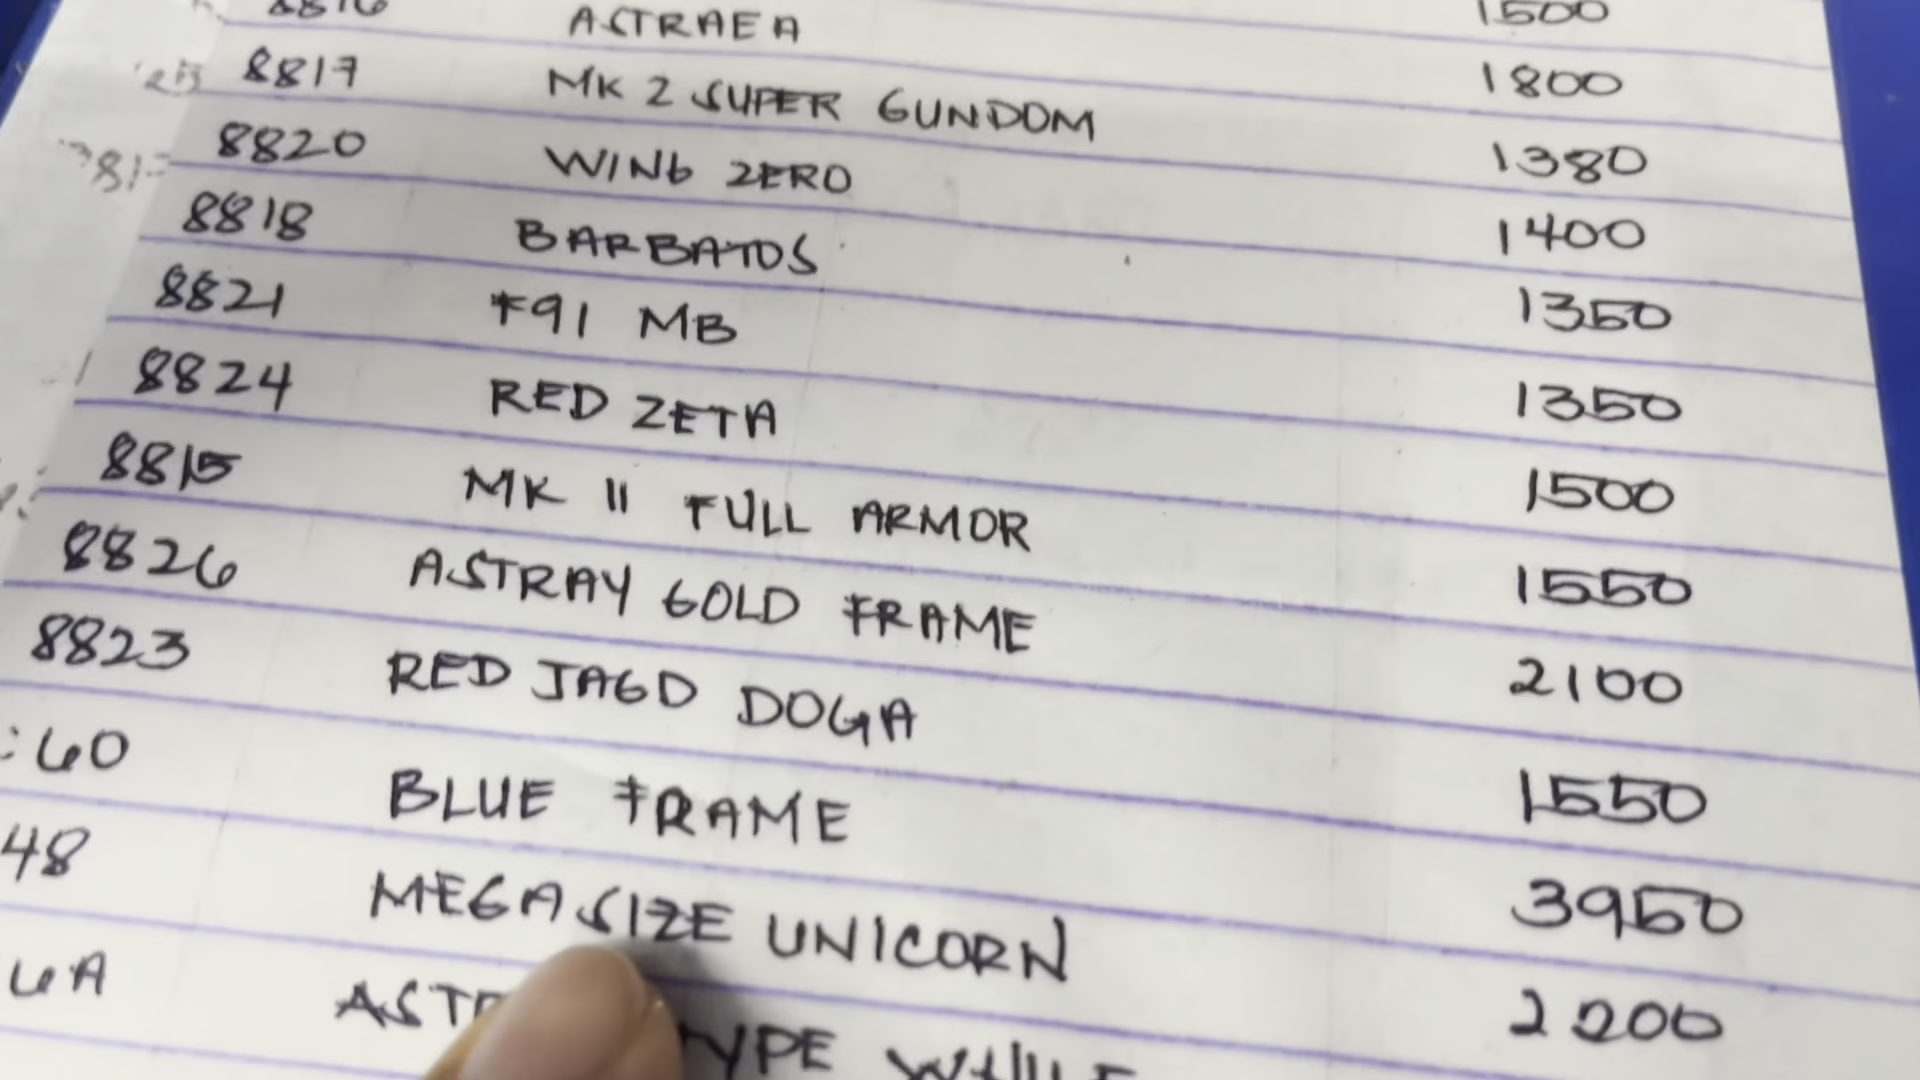 1500
8816 ASTRAEA 1800
8817 MK 2 SUPER GUNDOM 1380
8820 WING ZERO 1400
8818 BARBATOS 1350
8821 F91 MB 1350
8824 RED ZETA 1500
8815 MK II FULL ARMOR 1550
8826 ASTRAY GOLD FRAME 2100
8823 RED JAGD DOGA 1550
:60 BLUE FRAME 3950
48 MEGA SIZE UNICORN 2200
6A